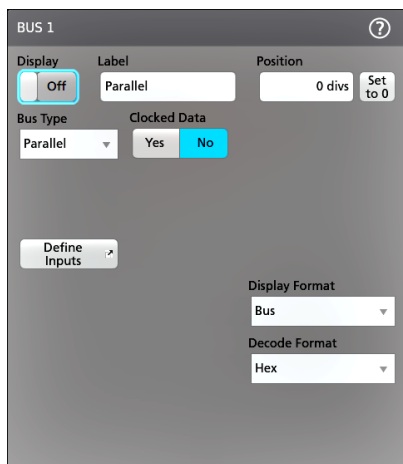 BUS 1 ?
Display Label Position
Off Parallel 0 divs Set
to 0
Bus Type Clocked Data
Parallel Yes No
Define
Inputs
Display Format
Bus
Decode Format
Hex